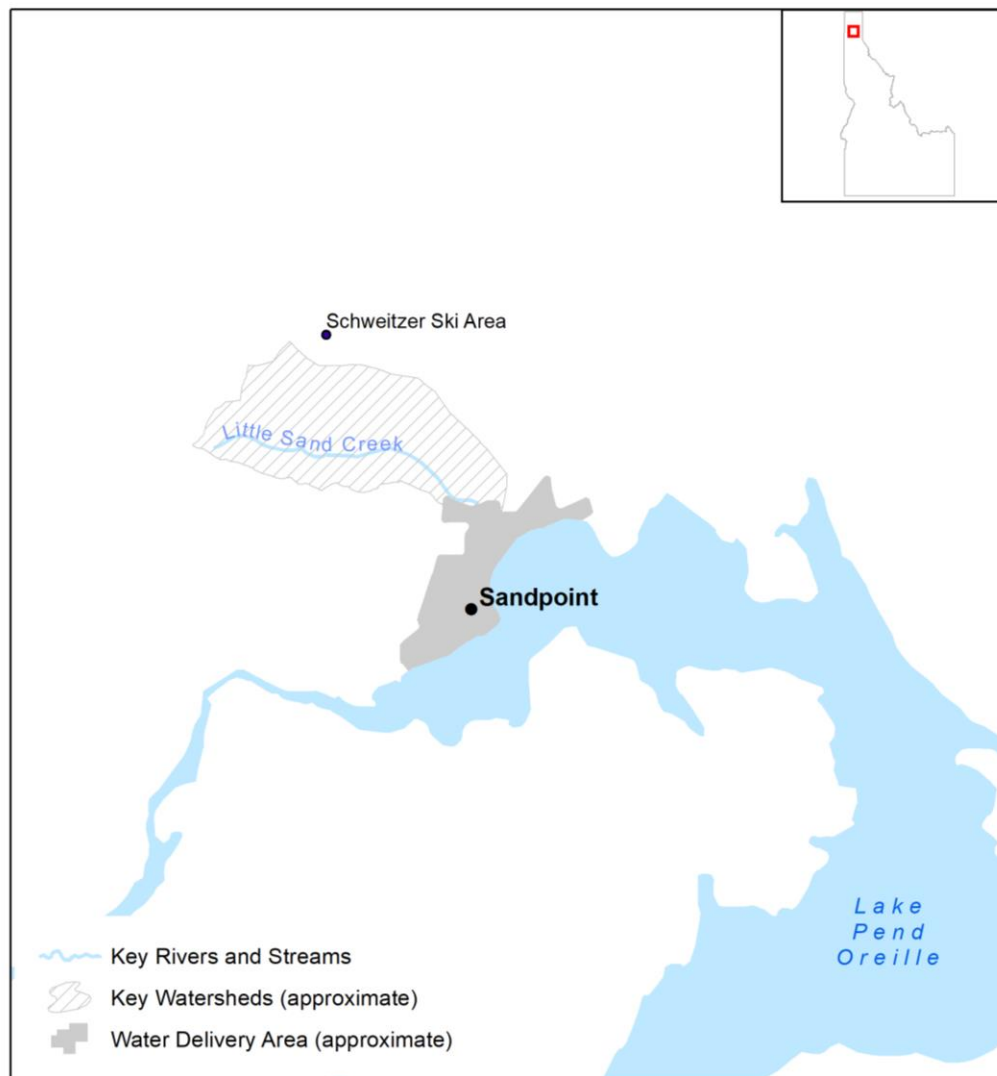 Schweitzer Ski Area
Little Sand Creek
Sandpoint
Lake
Pend
Oreille
Key Rivers and Streams
Key Watersheds (approximate)
Water Delivery Area (approximate)